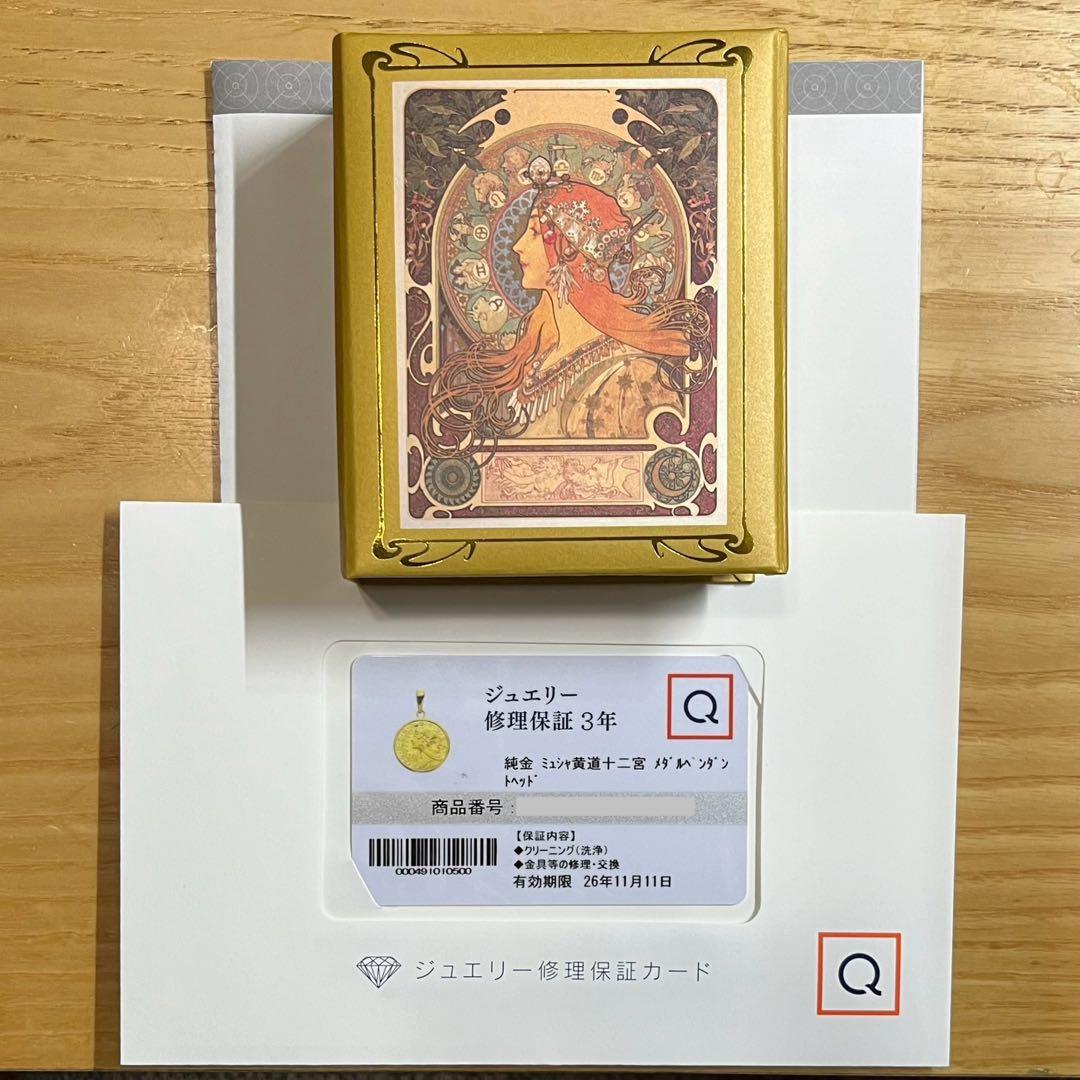 ジュエリー
修理保証 3年
Q
純金 ﾐｭｼｬ黄道十二宮 ﾒﾀﾞﾙﾍﾟﾝﾀﾞﾝ
ﾄﾍｯﾄﾞ
商品番号:
000491010500
【保証内容】
◆クリーニング(洗浄)
◆金具等の修理・交換
有効期限 26年11月11日
ジュエリー修理保証カード
Q